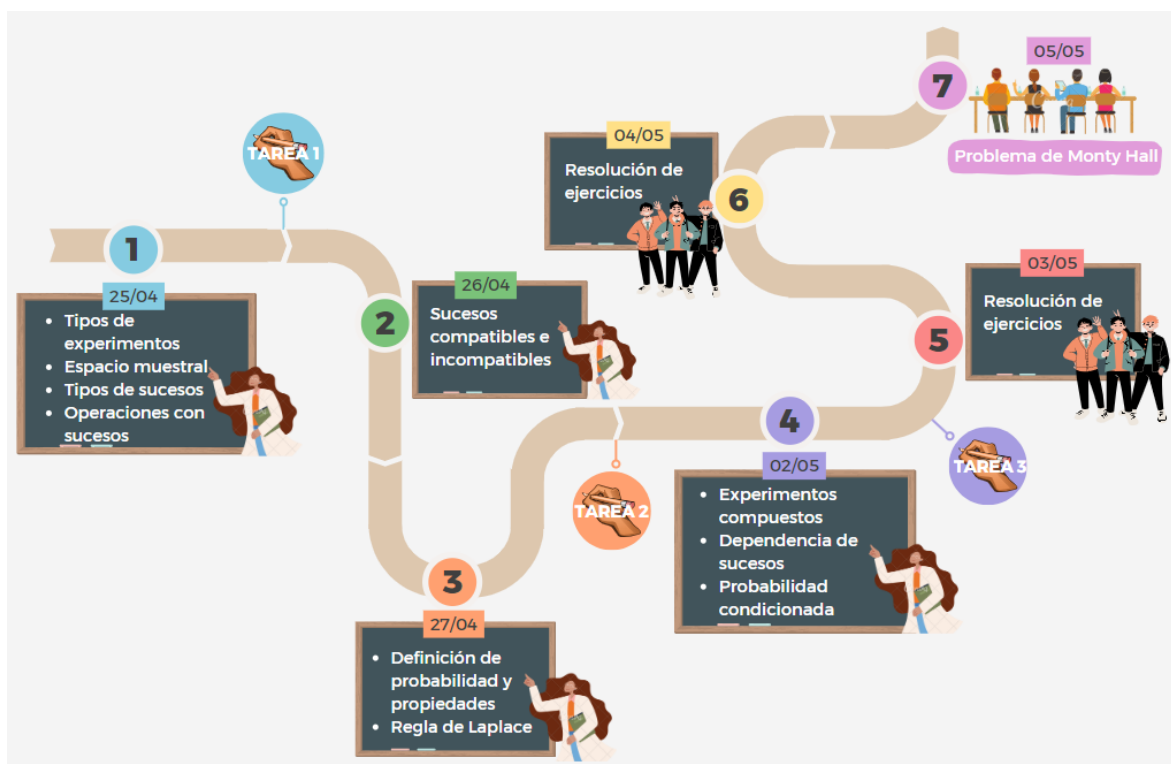 1
25/04
• Tipos de
experimentos
• Espacio muestral
• Tipos de sucesos
• Operaciones con
sucesos
TAREA 1
2
26/04
Sucesos
compatibles e
incompatibles
3
27/04
• Definición de
probabilidad y
propiedades
• Regla de Laplace
TAREA 2
4
02/05
• Experimentos
compuestos
• Dependencia de
sucesos
• Probabilidad
condicionada
TAREA 3
5
03/05
Resolución de
ejercicios
6
04/05
Resolución de
ejercicios
7
05/05
Problema de Monty Hall